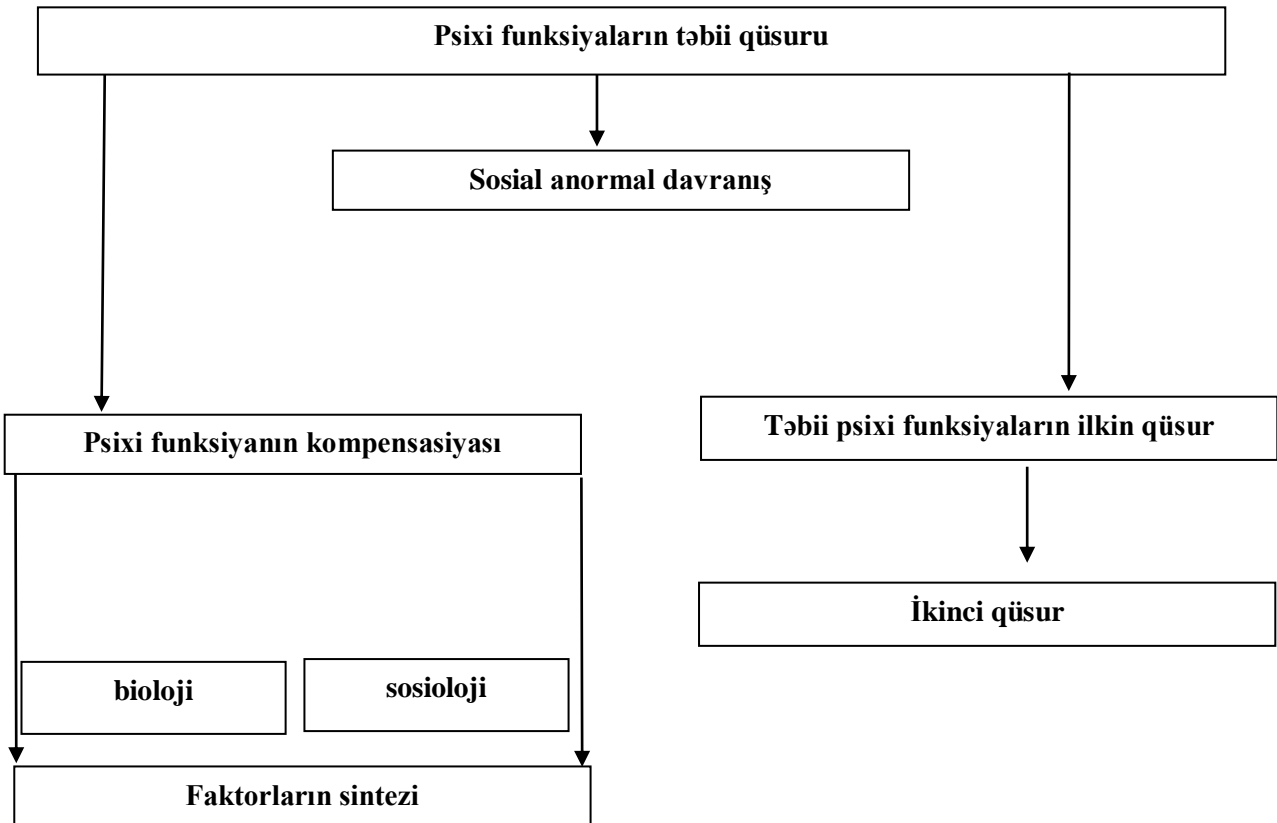 Psixi funksiyaların təbii qüsuru
Sosial anormal davranış
Təbii psixi funksiyaların ilkin qüsur
Psixi funksiyanın kompensasiyası
İkinci qüsur
bioloji
sosioloji
Faktorların sintezi